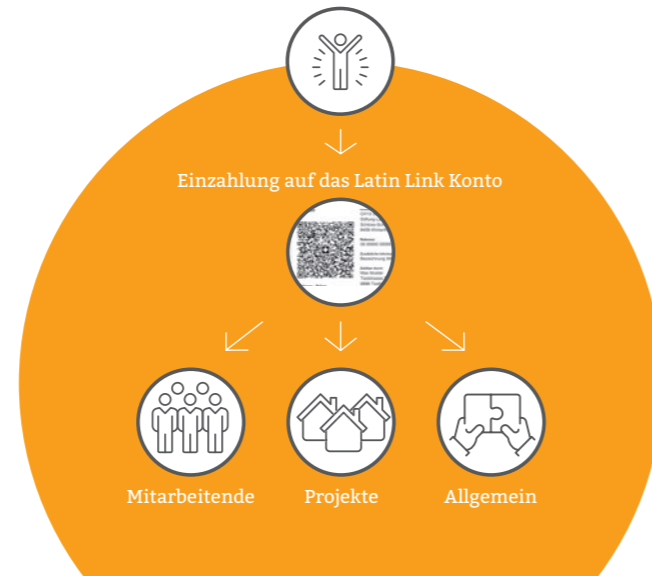 Einzahlung auf das Latin Link Konto
Mitarbeitende
Projekte
Allgemein